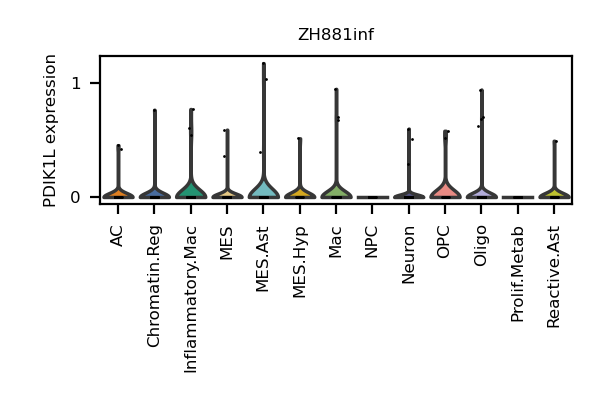 ZH881inf
PDIK1L expression
1
0
AC
Chromatin.Reg
Inflammatory.Mac
MES
MES.Ast
MES.Hyp
Mac
NPC
Neuron
OPC
Oligo
Prolif.Metab
Reactive.Ast